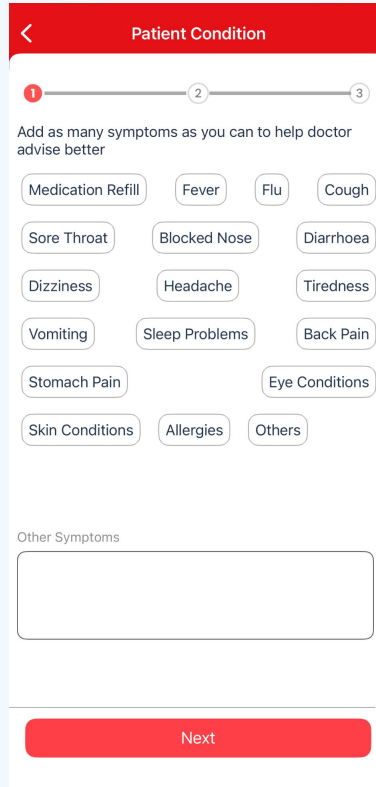 Patient Condition
1 2 3
Add as many symptoms as you can to help doctor
advise better
Medication Refill Fever Flu Cough
Sore Throat Blocked Nose Diarrhoea
Dizziness Headache Tiredness
Vomiting Sleep Problems Back Pain
Stomach Pain Eye Conditions
Skin Conditions Allergies Others
Other Symptoms
Next